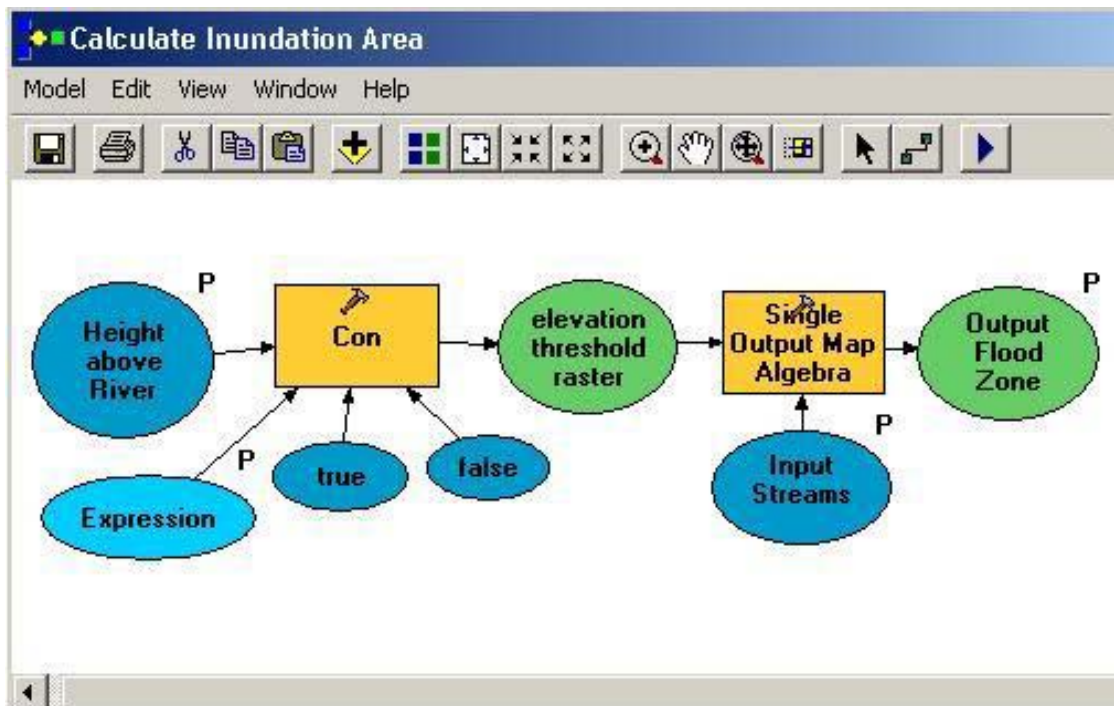 Calculate Inundation Area
Model Edit View Window Help
P
Height
above
River
Con
elevation
threshold
raster
Single
Output Map
Algebra
P
Output
Flood
Zone
P
Expression
true
false
P
Input
Streams